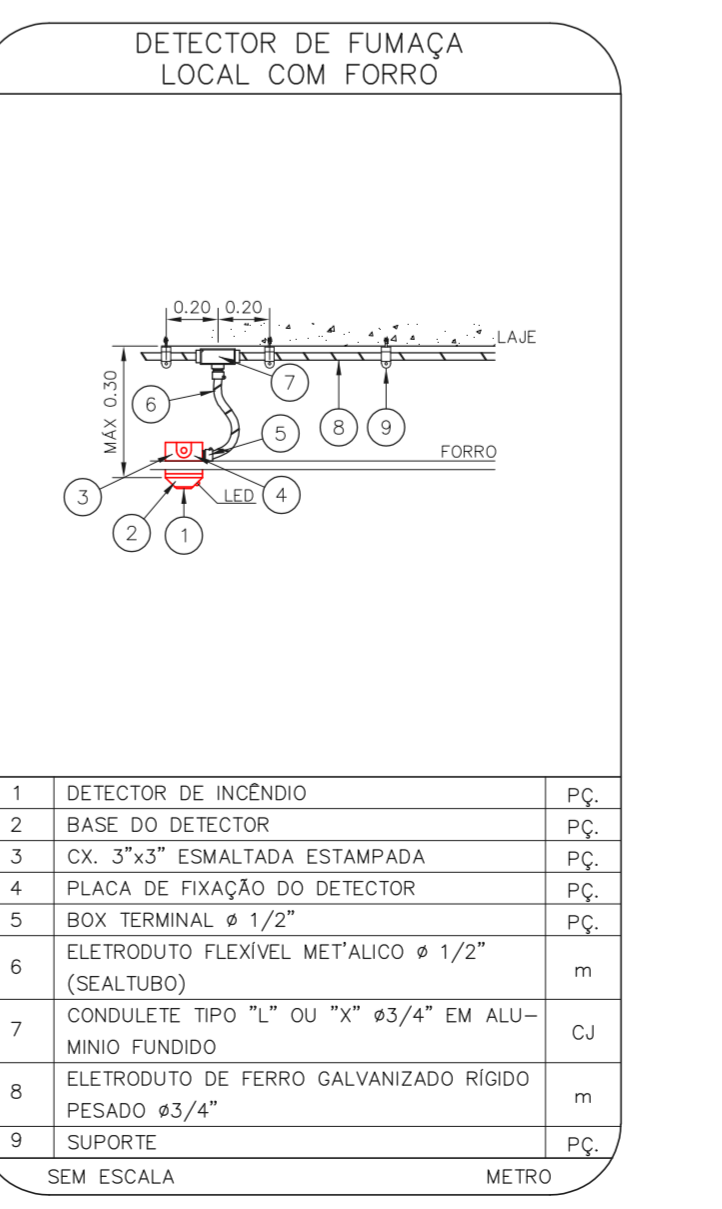 DETECTOR DE FUMAÇA
LOCAL COM FORRO
0.20 0.20
LAJE
MÁX 0.30
7
6
5
8
9
FORRO
3
LED
4
2
1
1 DETECTOR DE INCÊNDIO PÇ.
2 BASE DO DETECTOR PÇ.
3 CX. 3"x3" ESMALTADA ESTAMPADA PÇ.
4 PLACA DE FIXAÇÃO DO DETECTOR PÇ.
5 BOX TERMINAL ø 1/2" PÇ.
6 ELETRODUTO FLEXÍVEL MET'ALICO ø 1/2"
(SEALTUBO) m
7 CONDULETE TIPO "L" OU "X" ø3/4" EM ALU-
MINIO FUNDIDO CJ
8 ELETRODUTO DE FERRO GALVANIZADO RÍGIDO
PESADO ø3/4" m
9 SUPORTE PÇ.
SEM ESCALA METRO